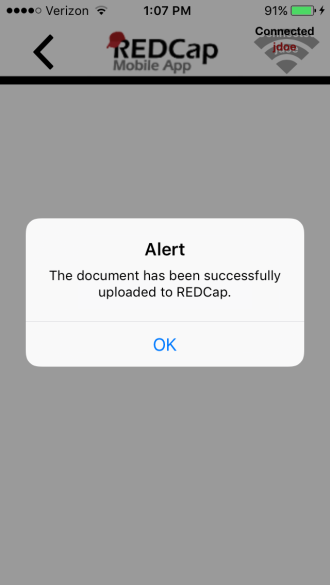 Verizon 1:07 PM 91%
Connected
REDCap jdoe
Mobile App
Alert
The document has been successfully
uploaded to REDCap.
OK